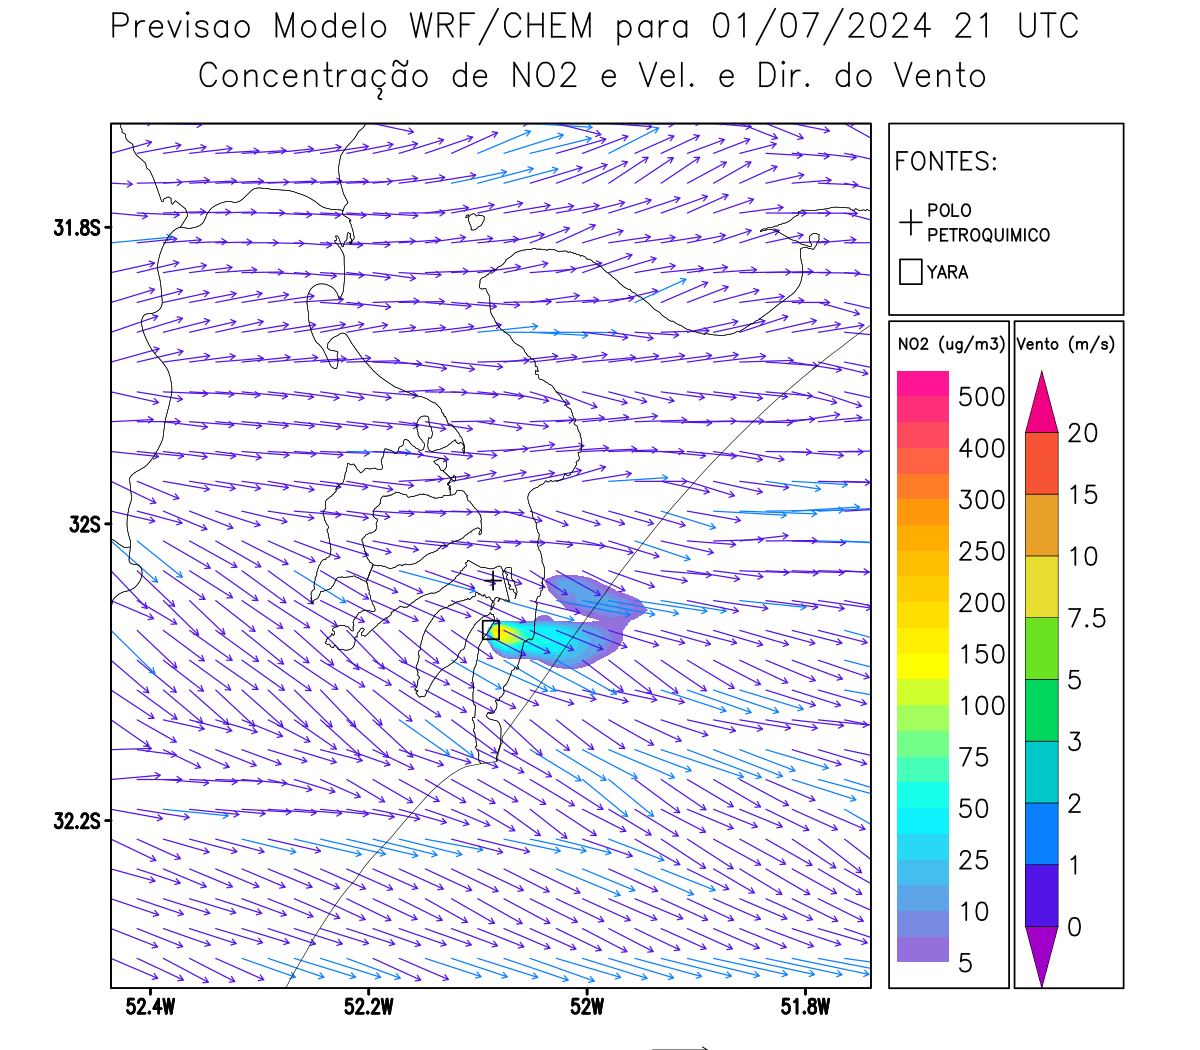 Previsao Modelo WRF/CHEM para 01/07/2024 21 UTC
Concentração de NO2 e Vel. e Dir. do Vento
FONTES:
POLO
PETROQUIMICO
YARA
NO2 (ug/m3)
500
400
300
250
200
150
100
75
50
25
10
5
Vento (m/s)
20
15
10
7.5
5
3
2
1
0
31.8S
32S
32.2S
52.4W
52.2W
52W
51.8W